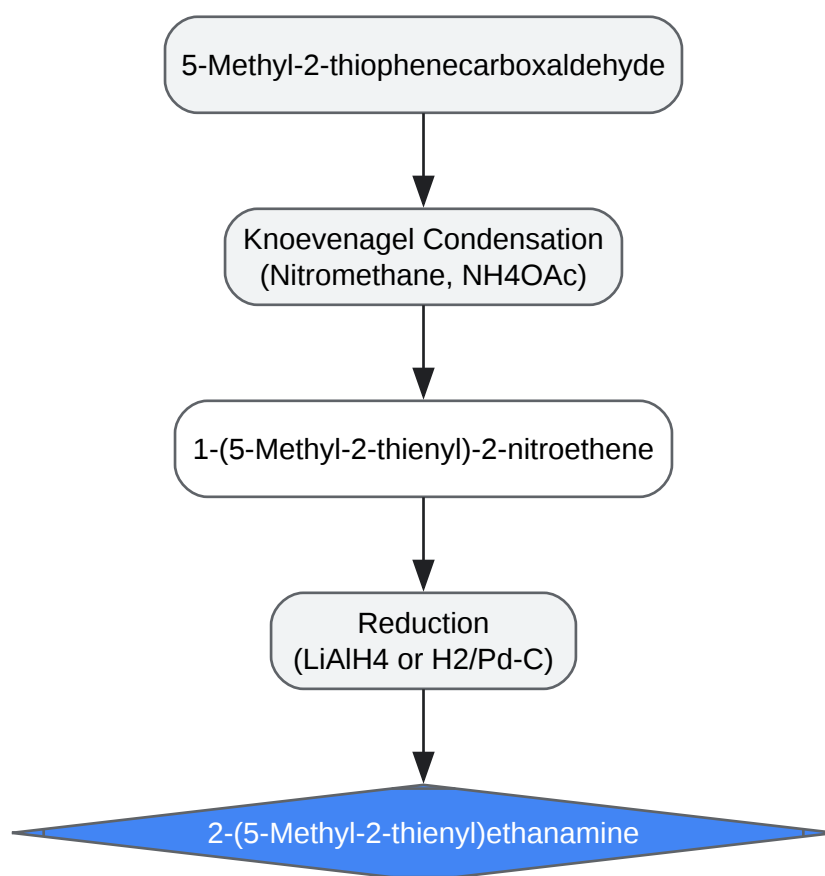 5-Methyl-2-thiophenecarboxaldehyde
Knoevenagel Condensation
(Nitromethane, NH4OAc)
1-(5-Methyl-2-thienyl)-2-nitroethene
Reduction
(LiAlH4 or H2/Pd-C)
2-(5-Methyl-2-thienyl)ethanamine